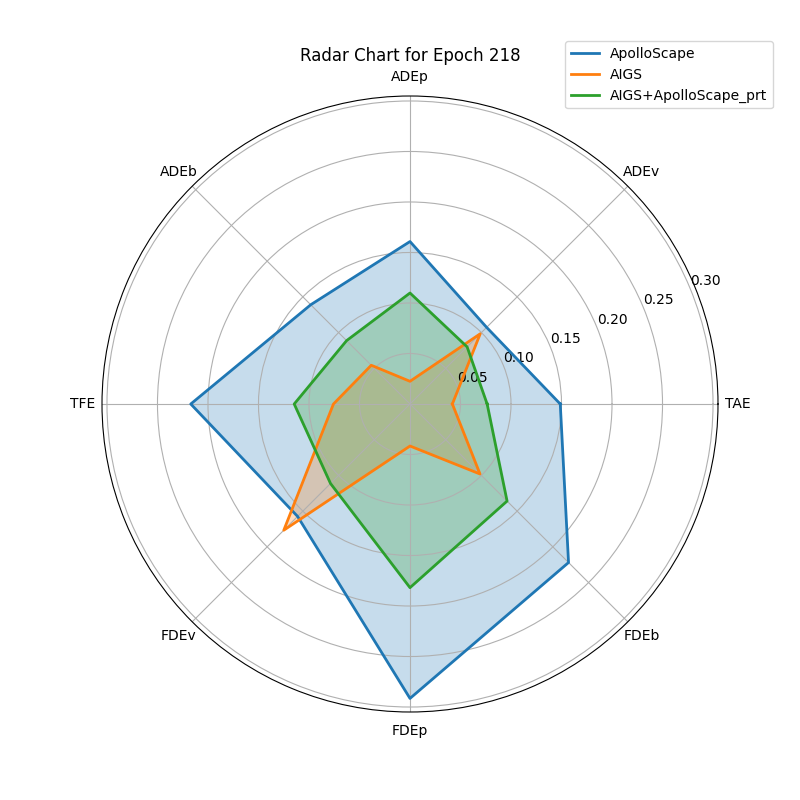 Radar Chart for Epoch 218
ApolloScape
AIGS
AIGS+ApolloScape_prt
ADEp
ADEb
ADEv
0.30
0.25
0.20
0.15
0.10
0.05
TFE
TAE
FDEv
FDEb
FDEp